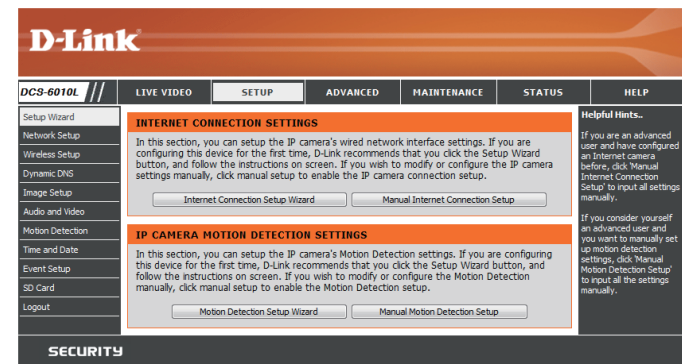 D-Link
DCS-6010L // LIVE VIDEO SETUP ADVANCED MAINTENANCE STATUS HELP
Setup Wizard
Network Setup
Wireless Setup
Dynamic DNS
Image Setup
Audio and Video
Motion Detection
Time and Date
Event Setup
SD Card
Logout
INTERNET CONNECTION SETTINGS
In this section, you can setup the IP camera's wired network interface settings. If you are
configuring this device for the first time, D-Link recommends that you click the Setup Wizard
button, and follow the instructions on screen. If you wish to modify or configure the IP camera
settings manually, click manual setup to enable the IP camera connection setup.
Internet Connection Setup Wizard Manual Internet Connection Setup
IP CAMERA MOTION DETECTION SETTINGS
In this section, you can setup the IP camera's Motion Detection settings. If you are configuring
this device for the first time, D-Link recommends that you click the Setup Wizard button, and
follow the instructions on screen. If you wish to modify or configure the Motion Detection
manually, click manual setup to enable the Motion Detection setup.
Motion Detection Setup Wizard Manual Motion Detection Setup
Helpful Hints..
If you are an advanced
user and have configured
an Internet camera
before, click 'Manual
Internet Connection
Setup' to input all settings
manually.
If you consider yourself
an advanced user and
you want to manually set
up motion detection
settings, click 'Manual
Motion Detection Setup'
to input all the settings
manually.
SECURITY